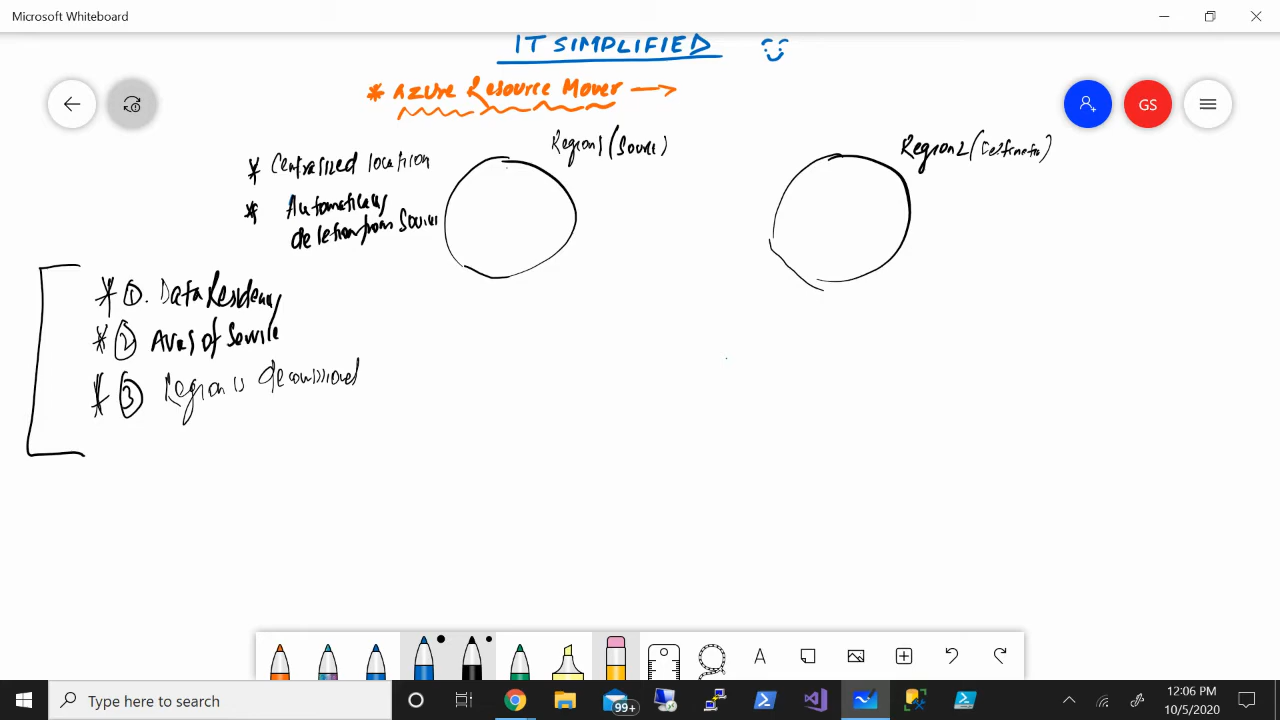 Microsoft Whiteboard
IT SIMPLIFIED
* Azure Resource Mover →
Region1 (Source)
Region2 (Destination)
* Centralized location
* Automatically
deletion from Source
* ①. Data Residency
* ② Avas of Service
* ③ Region is decomissioned
GS
A
Type here to search
99+
12:06 PM
10/5/2020